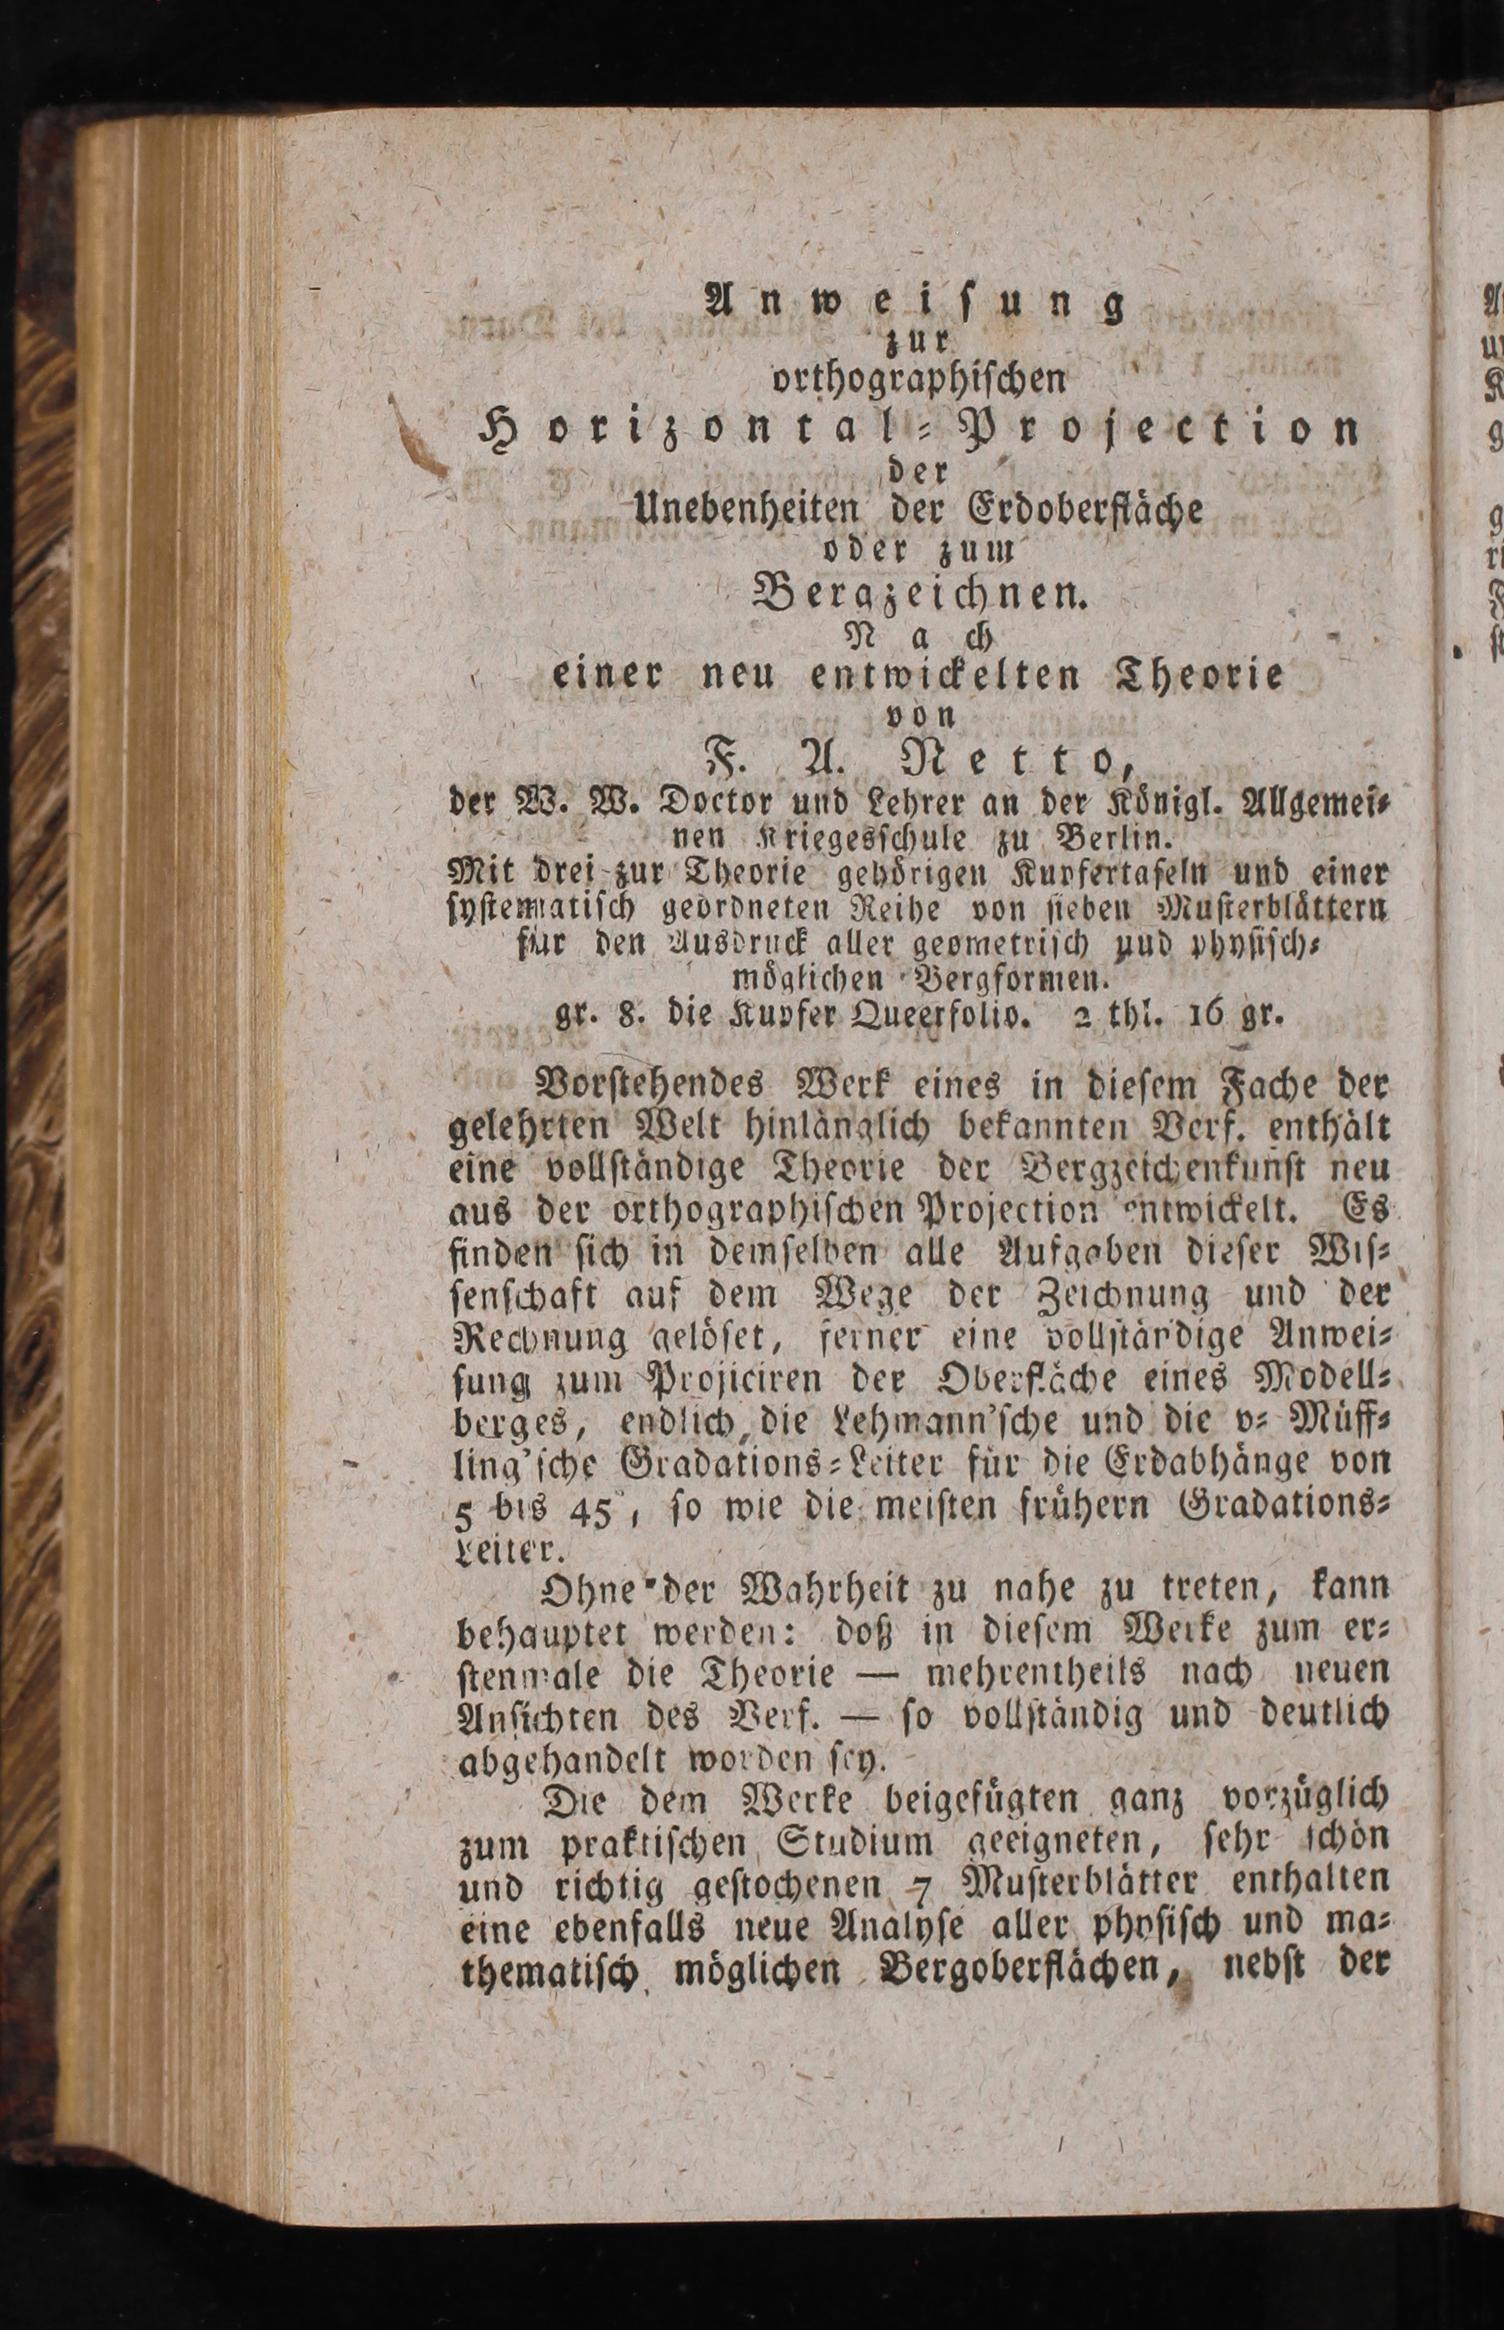 Anweiſung
zur
orthographiſchen
Horizontal-Projection
der
Unebenheiten der Erdoberfläche
oder zum
Bergzeichnen.
Nach
einer neu entwickelten Theorie
von
F. A. Netto,
der W. W. Doctor und Lehrer an der Königl. Allgemei-
nen Kriegesſchule zu Berlin.
Mit drei zur Theorie gehörigen Kupfertafeln und einer
ſyſtematiſch geordneten Reihe von ſieben Muſterblättern
für den Ausdruck aller geometriſch und phyſiſch-
möglichen Bergformen.
gr. 8. die Kupfer Queerfolio. 2 thl. 16 gr.
Vorſtehendes Werk eines in dieſem Fache der
gelehrten Welt hinlänglich bekannten Verf. enthält
eine vollſtändige Theorie der Bergzeichenkunſt neu
aus der orthographiſchen Projection entwickelt. Es
finden ſich in demſelben alle Aufgaben dieſer Wiſ-
ſenſchaft auf dem Wege der Zeichnung und der
Rechnung gelöſet, ferner eine vollſtändige Anwei-
ſung zum Projiciren der Oberfläche eines Modell-
berges, endlich die Lehmann'ſche und die v- Müff-
ling'ſche Gradations-Leiter für die Erdabhänge von
5 bis 45°, ſo wie die meiſten frühern Gradations-
Leiter.
Ohne der Wahrheit zu nahe zu treten, kann
behauptet werden: doß in dieſem Werke zum er-
ſtenmale die Theorie — mehrentheils nach neuen
Anſichten des Verf. — ſo vollſtändig und deutlich
abgehandelt worden ſey.
Die dem Werke beigefügten ganz vorzüglich
zum praktiſchen Studium geeigneten, ſehr ſchön
und richtig geſtochenen 7 Muſterblätter enthalten
eine ebenfalls neue Analyſe aller phyſiſch und ma-
thematiſch möglichen Bergoberflächen, nebſt der